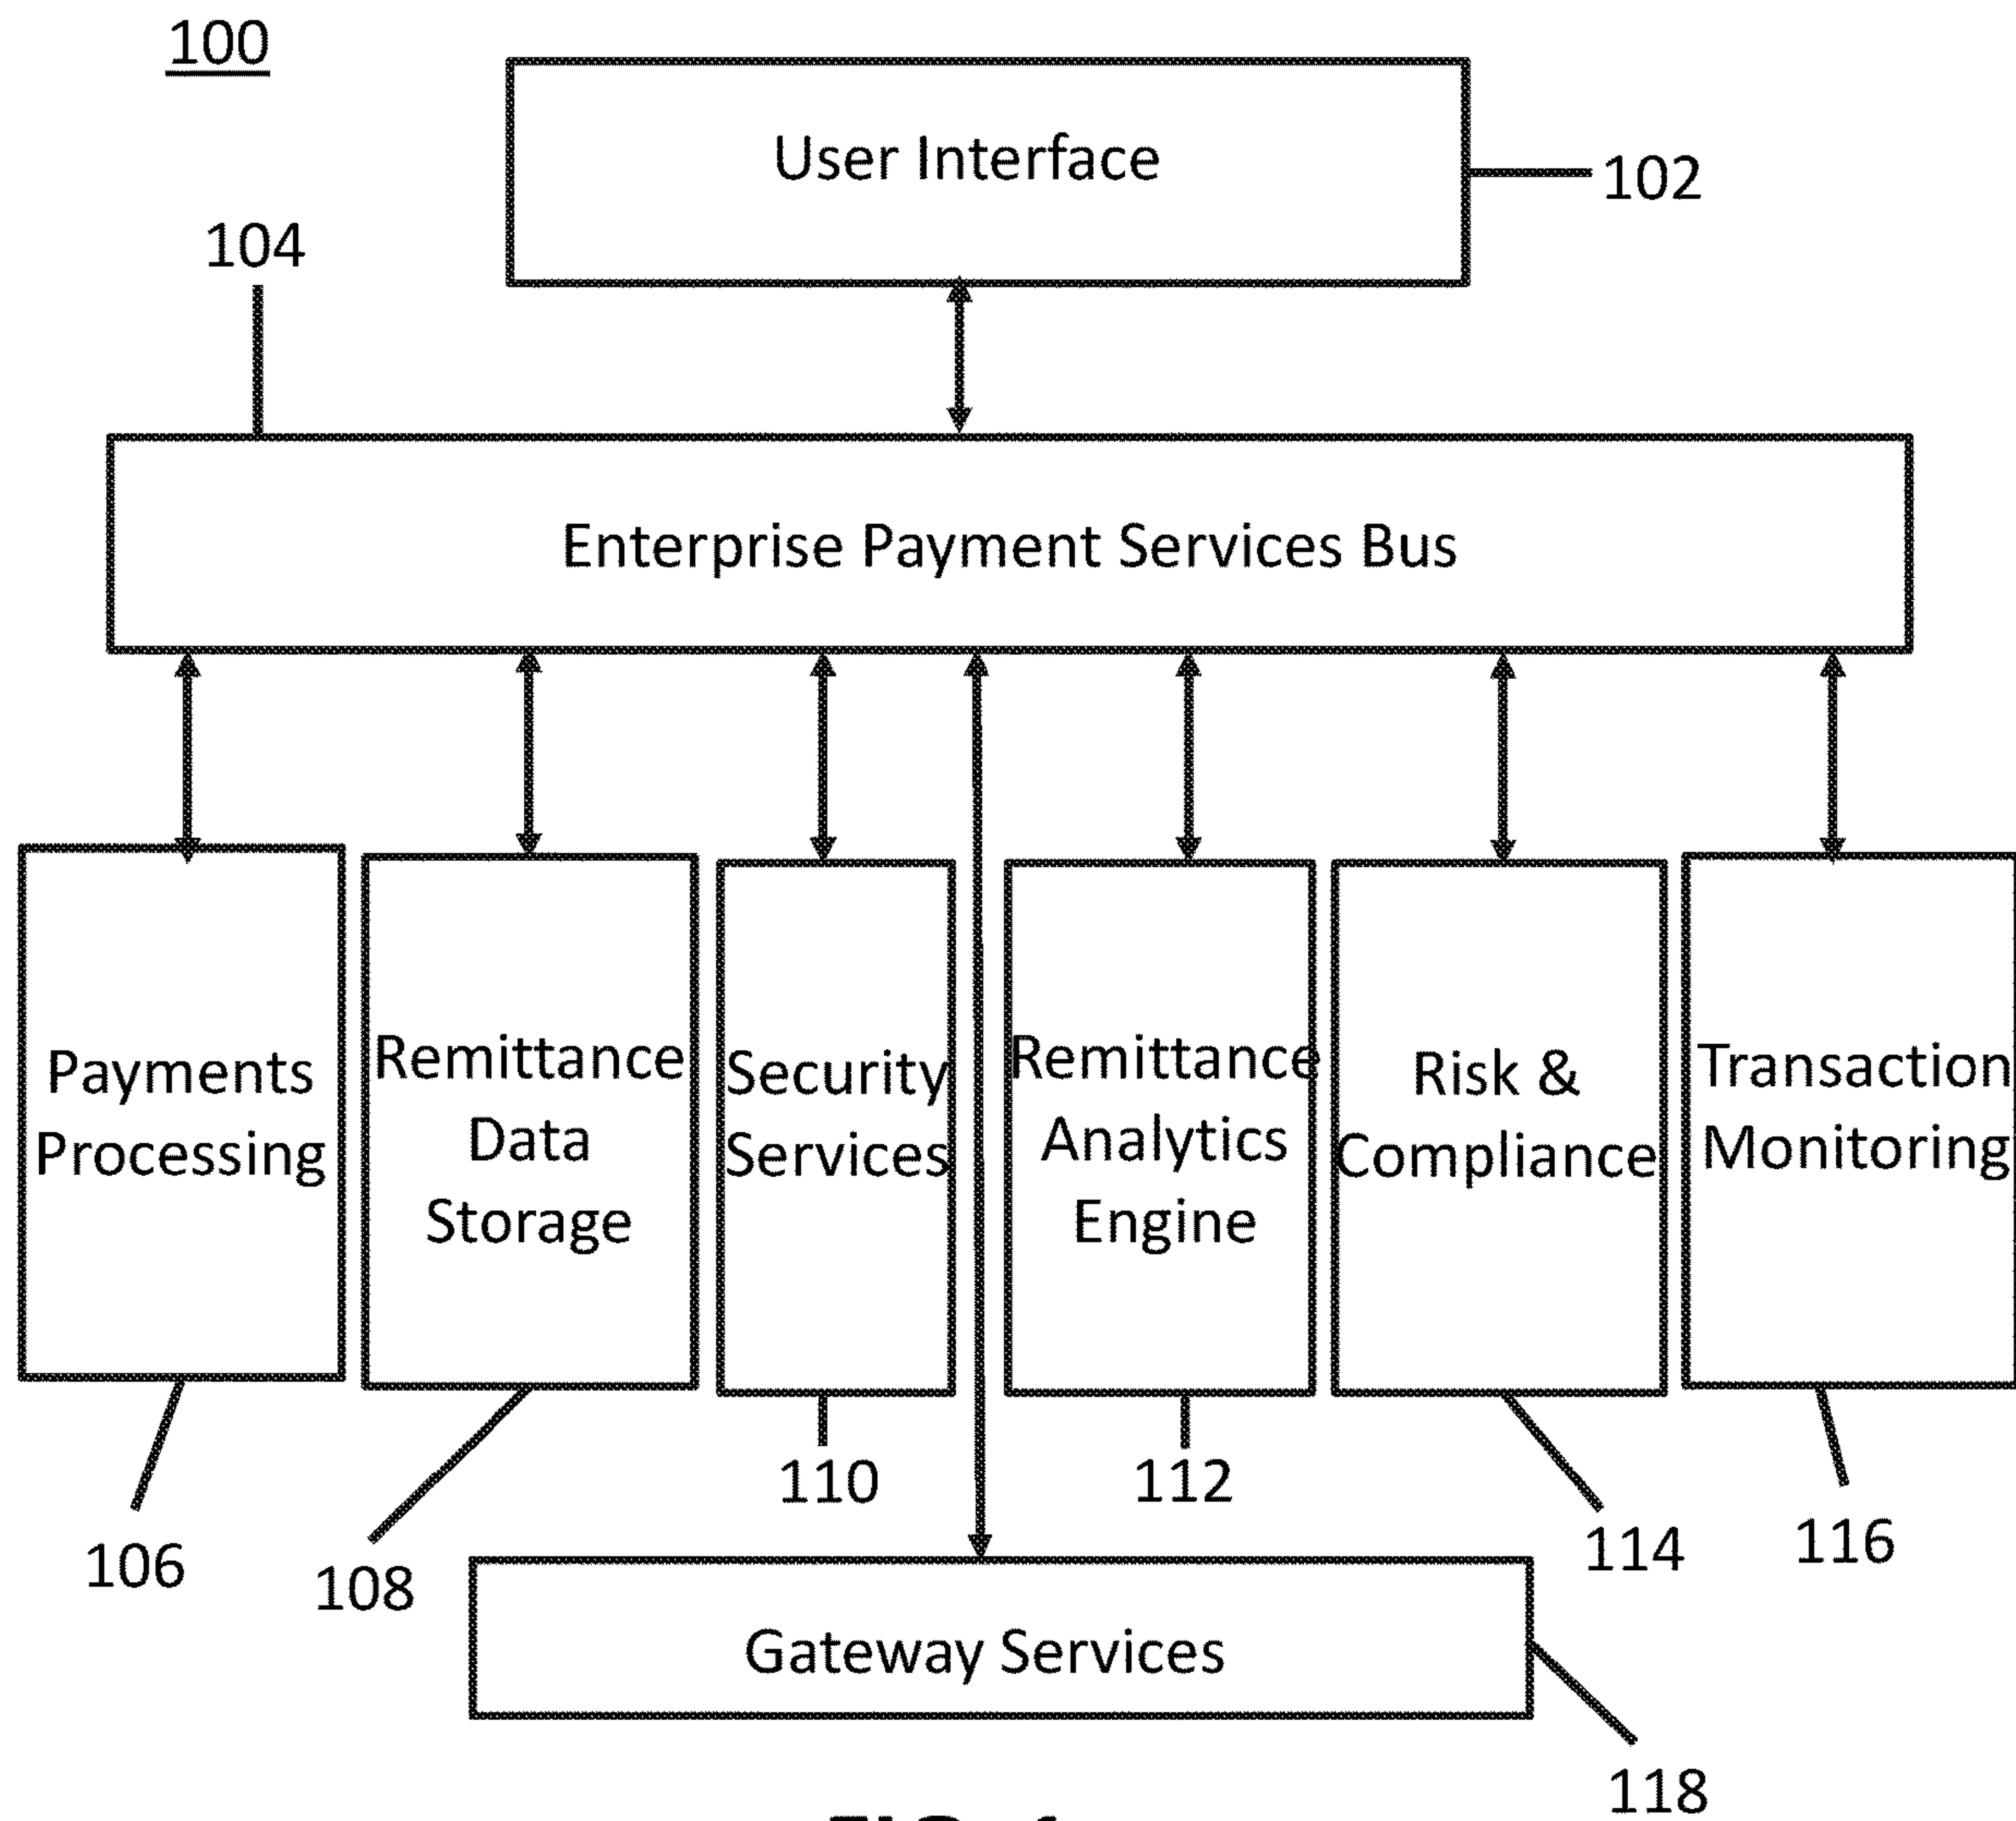 100
User Interface
102
104
Enterprise Payment Services Bus
Payments
Processing
Remittance
Data
Storage
Security
Services
Remittance
Analytics
Engine
Risk &
Compliance
Transaction
Monitoring
106
108
110
112
114
116
Gateway Services
118